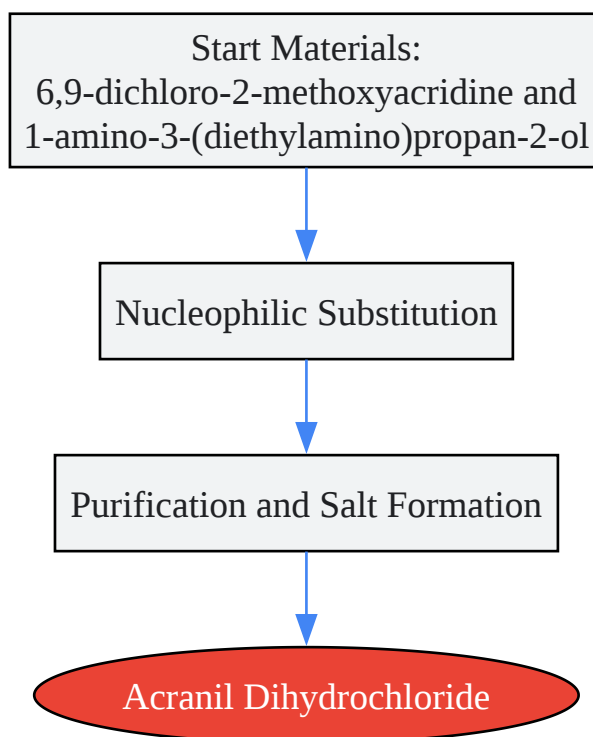 Start Materials:
6,9-dichloro-2-methoxyacridine and
1-amino-3-(diethylamino)propan-2-ol
Nucleophilic Substitution
Purification and Salt Formation
Acranil Dihydrochloride